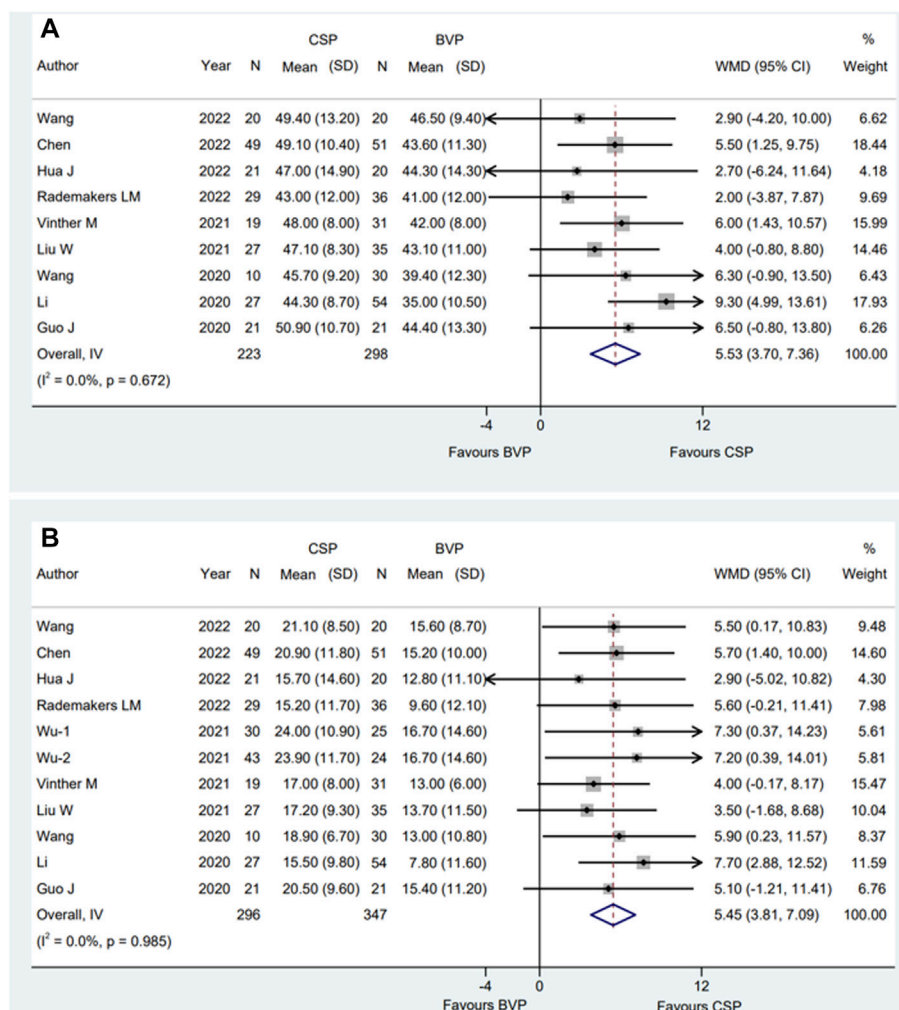 A
CSP BVP %
Author Year N Mean (SD) N Mean (SD) WMD (95% CI) Weight
Wang 2022 20 49.40 (13.20) 20 46.50 (9.40) 2.90 (-4.20, 10.00) 6.62
Chen 2022 49 49.10 (10.40) 51 43.60 (11.30) 5.50 (1.25, 9.75) 18.44
Hua J 2022 21 47.00 (14.90) 20 44.30 (14.30) 2.70 (-6.24, 11.64) 4.18
Rademakers LM 2022 29 43.00 (12.00) 36 41.00 (12.00) 2.00 (-3.87, 7.87) 9.69
Vinther M 2021 19 48.00 (8.00) 31 42.00 (8.00) 6.00 (1.43, 10.57) 15.99
Liu W 2021 27 47.10 (8.30) 35 43.10 (11.00) 4.00 (-0.80, 8.80) 14.46
Wang 2020 10 45.70 (9.20) 30 39.40 (12.30) 6.30 (-0.90, 13.50) 6.43
Li 2020 27 44.30 (8.70) 54 35.00 (10.50) 9.30 (4.99, 13.61) 17.93
Guo J 2020 21 50.90 (10.70) 21 44.40 (13.30) 6.50 (-0.80, 13.80) 6.26
Overall, IV 223 298 5.53 (3.70, 7.36) 100.00
(I² = 0.0%, p = 0.672)
-4 0 12
Favours BVP Favours CSP
B
CSP BVP %
Author Year N Mean (SD) N Mean (SD) WMD (95% CI) Weight
Wang 2022 20 21.10 (8.50) 20 15.60 (8.70) 5.50 (0.17, 10.83) 9.48
Chen 2022 49 20.90 (11.80) 51 15.20 (10.00) 5.70 (1.40, 10.00) 14.60
Hua J 2022 21 15.70 (14.60) 20 12.80 (11.10) 2.90 (-5.02, 10.82) 4.30
Rademakers LM 2022 29 15.20 (11.70) 36 9.60 (12.10) 5.60 (-0.21, 11.41) 7.98
Wu-1 2021 30 24.00 (10.90) 25 16.70 (14.60) 7.30 (0.37, 14.23) 5.61
Wu-2 2021 43 23.90 (11.70) 24 16.70 (14.60) 7.20 (0.39, 14.01) 5.81
Vinther M 2021 19 17.00 (8.00) 31 13.00 (6.00) 4.00 (-0.17, 8.17) 15.47
Liu W 2021 27 17.20 (9.30) 35 13.70 (11.50) 3.50 (-1.68, 8.68) 10.04
Wang 2020 10 18.90 (6.70) 30 13.00 (10.80) 5.90 (0.23, 11.57) 8.37
Li 2020 27 15.50 (9.80) 54 7.80 (11.60) 7.70 (2.88, 12.52) 11.59
Guo J 2020 21 20.50 (9.60) 21 15.40 (11.20) 5.10 (-1.21, 11.41) 6.76
Overall, IV 296 347 5.45 (3.81, 7.09) 100.00
(I² = 0.0%, p = 0.985)
-4 0 12
Favours BVP Favours CSP